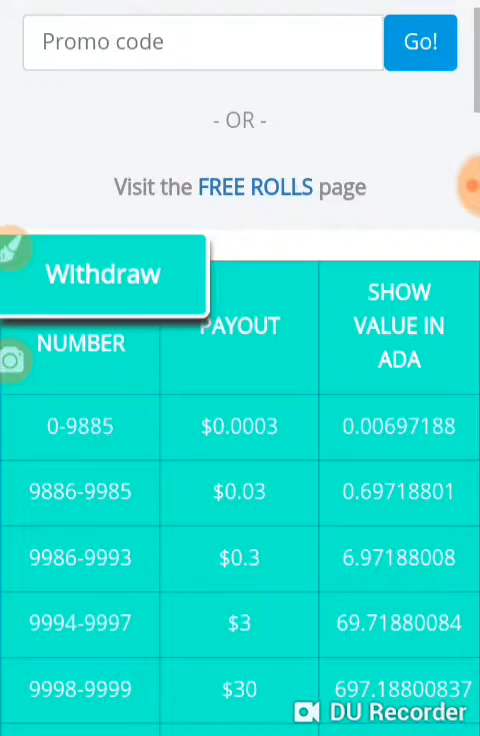 Promo code
Go!
- OR -
Visit the FREE ROLLS page
Withdraw
NUMBER
PAYOUT
SHOW
VALUE IN
ADA
0-9885 $0.0003 0.00697188
9886-9985 $0.03 0.69718801
9986-9993 $0.3 6.97188008
9994-9997 $3 69.71880084
9998-9999 $30 697.18800837
DU Recorder